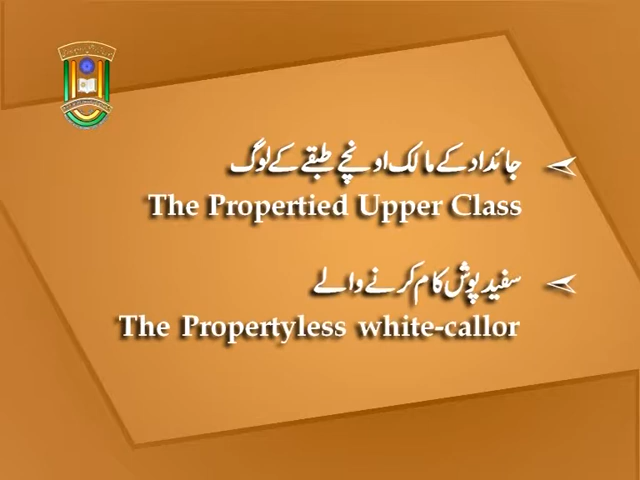 جائداد کے مالک اونچے طبقے کے لوگ
The Propertied Upper Class
سفید پوش کام کرنے والے
The Propertyless white-callor